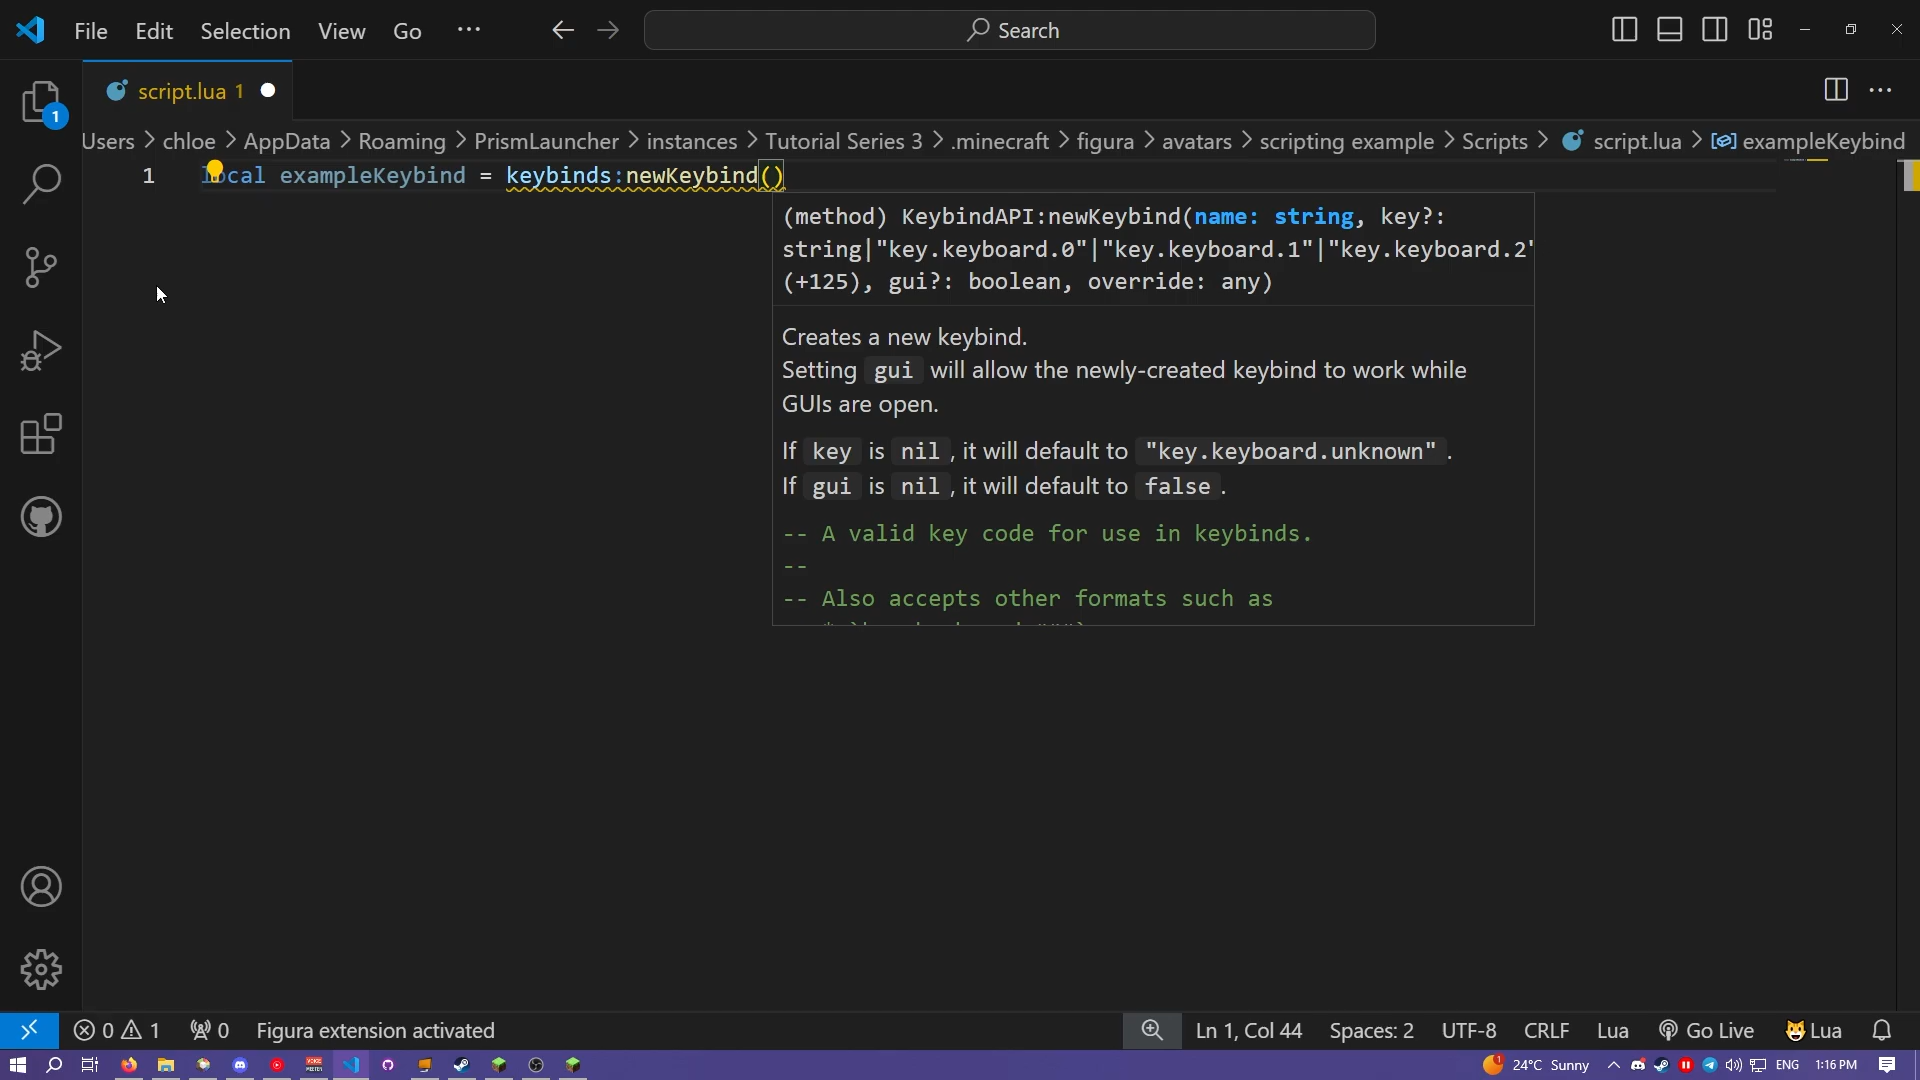 File Edit Selection View Go ··· Search
script.lua 1
Users > chloe > AppData > Roaming > PrismLauncher > instances > Tutorial Series 3 > .minecraft > figura > avatars > scripting example > Scripts > script.lua > exampleKeybind
1 local exampleKeybind = keybinds:newKeybind()
(method) KeybindAPI:newKeybind(name: string, key?:
string|"key.keyboard.0"|"key.keyboard.1"|"key.keyboard.2"
(+125), gui?: boolean, override: any)
Creates a new keybind.
Setting gui will allow the newly-created keybind to work while
GUIs are open.
If key is nil, it will default to "key.keyboard.unknown".
If gui is nil, it will default to false.
-- A valid key code for use in keybinds.
--
-- Also accepts other formats such as
1
0 1 0 Figura extension activated Ln 1, Col 44 Spaces: 2 UTF-8 CRLF Lua Go Live Lua
24°C Sunny ENG 1:16 PM